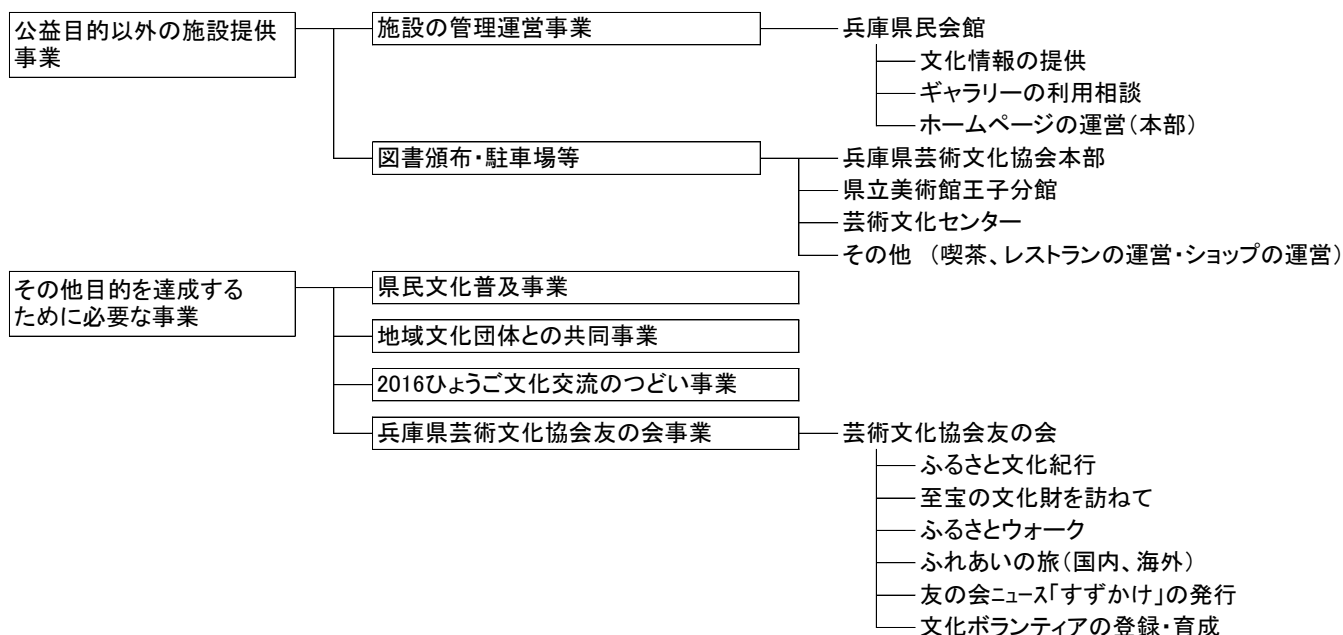 公益目的以外の施設提供
事業
施設の管理運営事業
兵庫県民会館
文化情報の提供
ギャラリーの利用相談
ホームページの運営(本部)
図書頒布・駐車場等
兵庫県芸術文化協会本部
県立美術館王子分館
芸術文化センター
その他 (喫茶、レストランの運営・ショップの運営)
その他目的を達成する
ために必要な事業
県民文化普及事業
地域文化団体との共同事業
2016ひょうご文化交流のつどい事業
兵庫県芸術文化協会友の会事業
芸術文化協会友の会
ふるさと文化紀行
至宝の文化財を訪ねて
ふるさとウォーク
ふれあいの旅(国内、海外)
友の会ニュース「すずかけ」の発行
文化ボランティアの登録・育成